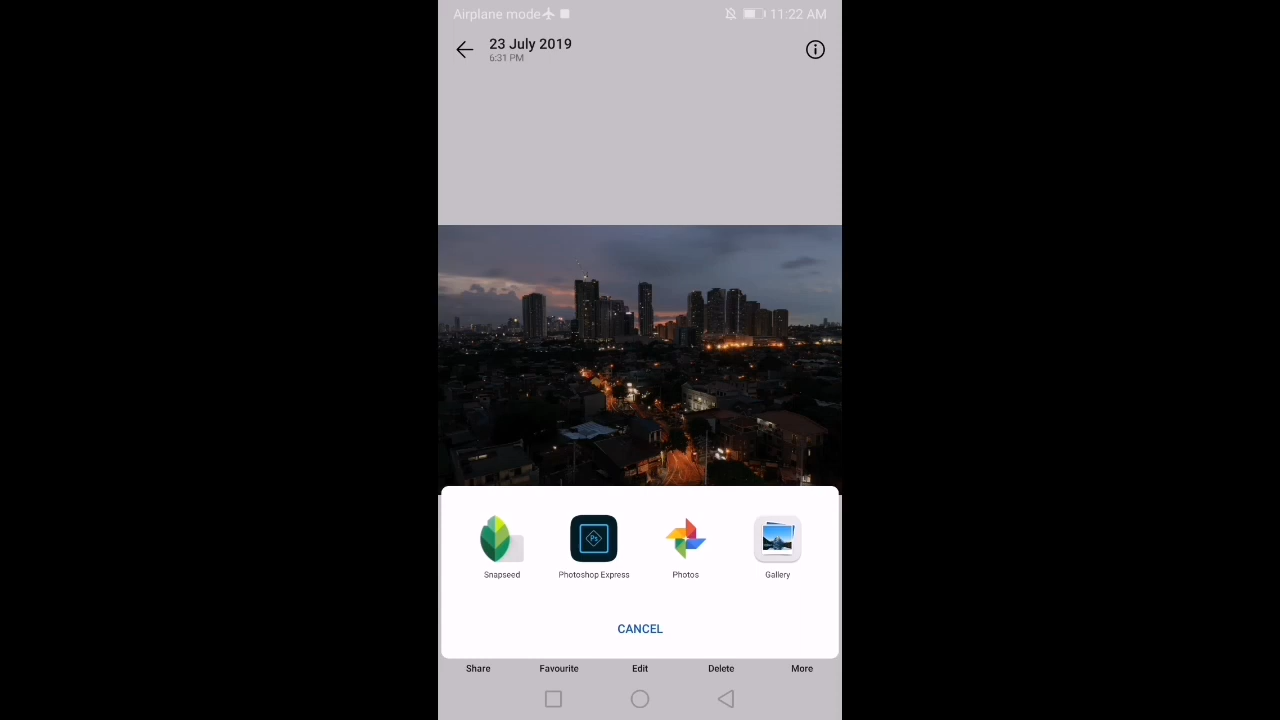 Airplane mode 11:22 AM
23 July 2019
6:31 PM
Ps
Snapseed Photoshop Express Photos Gallery
CANCEL
Share Favourite Edit Delete More